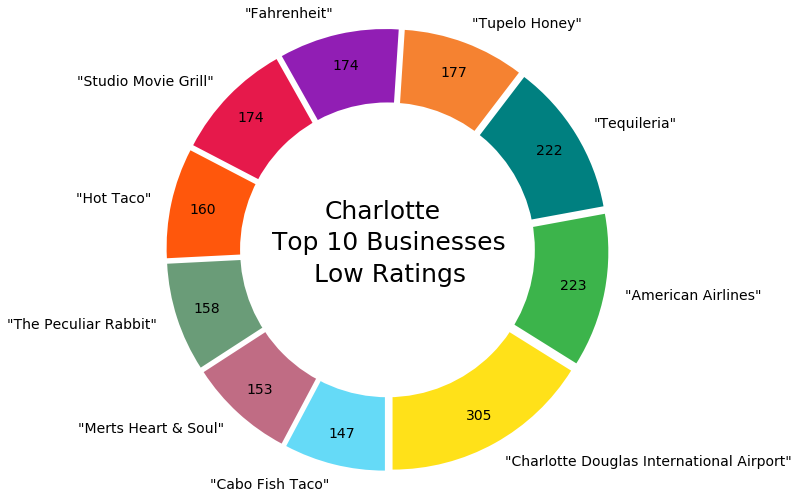 "Fahrenheit"
"Tupelo Honey"
174
177
"Studio Movie Grill"
174
"Tequileria"
222
"Hot Taco"
160
Charlotte
Top 10 Businesses
Low Ratings
223
"American Airlines"
158
"The Peculiar Rabbit"
153
305
"Merts Heart & Soul"
147
"Charlotte Douglas International Airport"
"Cabo Fish Taco"